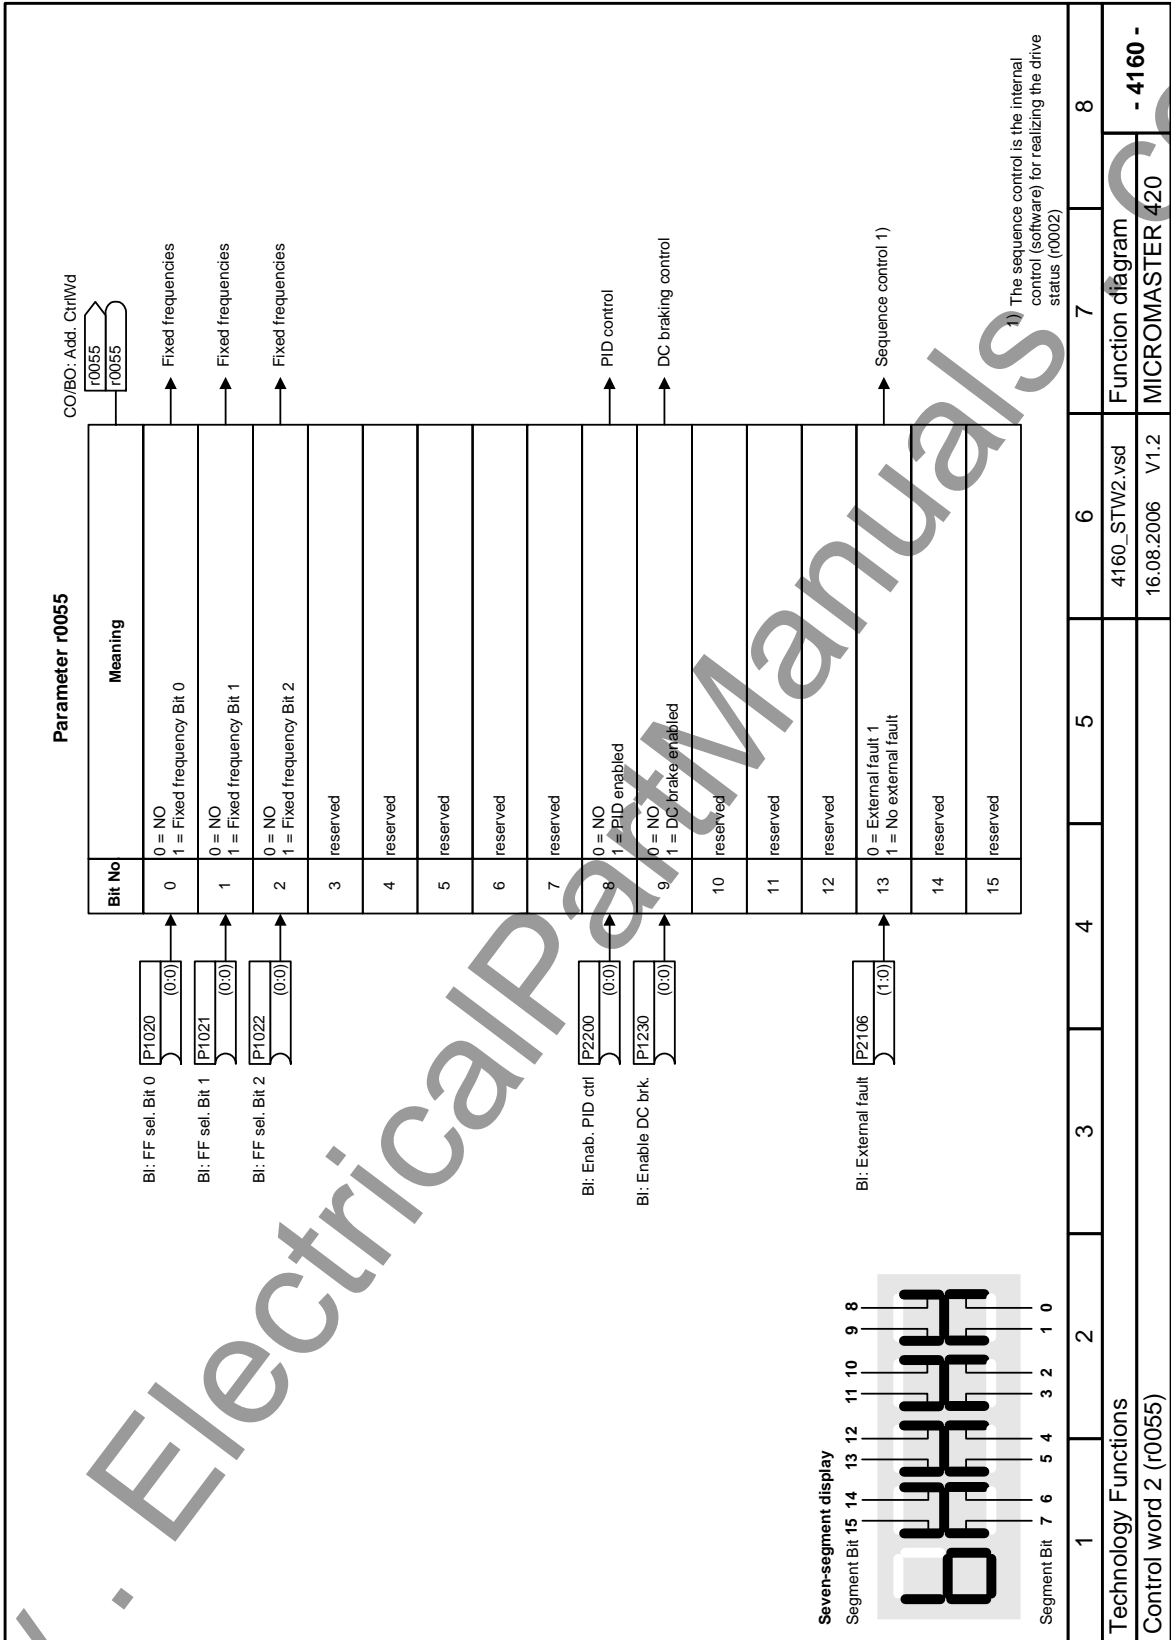 Parameter r0055
CO/BO: Add. CtrlWd
r0055
r0055
Bit No
Meaning
BI: FF sel. Bit 0
P1020
(0:0)
0
0 = NO
1 = Fixed frequency Bit 0
Fixed frequencies
BI: FF sel. Bit 1
P1021
(0:0)
1
0 = NO
1 = Fixed frequency Bit 1
Fixed frequencies
BI: FF sel. Bit 2
P1022
(0:0)
2
0 = NO
1 = Fixed frequency Bit 2
Fixed frequencies
3 reserved
4 reserved
5 reserved
6 reserved
7 reserved
BI: Enab. PID ctrl
P2200
(0:0)
8
0 = NO
1 = PID enabled
PID control
BI: Enable DC brk.
P1230
(0:0)
9
0 = NO
1 = DC brake enabled
DC braking control
10 reserved
11 reserved
12 reserved
BI: External fault
P2106
(1:0)
13
0 = External fault 1
1 = No external fault
Sequence control 1)
14 reserved
15 reserved
Seven-segment display
Segment Bit 15 14 13 12 11 10 9 8
Segment Bit 7 6 5 4 3 2 1 0
1) The sequence control is the internal
control (software) for realizing the drive
status (r0002)
1 2 3 4 5 6 7 8
Technology Functions
4160_STW2.vsd
Function diagram
- 4160 -
Control word 2 (r0055)
16.08.2006 V1.2
MICROMASTER 420
. ElectricalPartManuals . c